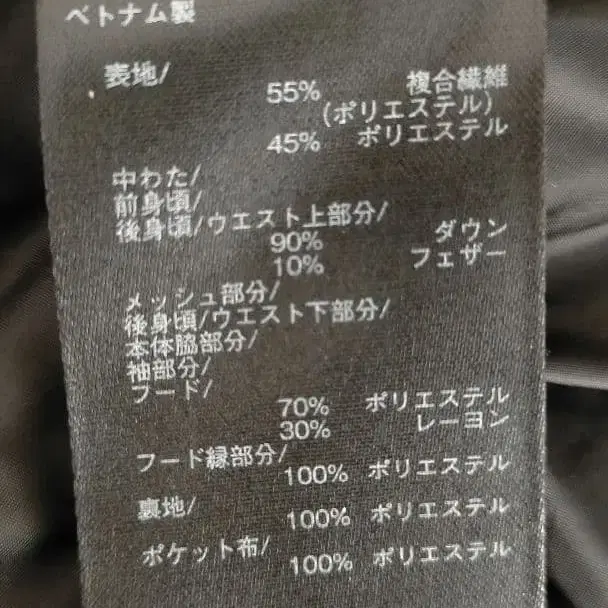 ベトナム製
表地/
55% 複合繊維
(ポリエステル)
45% ポリエステル
中わた/
前身頃/
後身頃/ウエスト上部分/
90% ダウン
10% フェザー
メッシュ部分/
後身頃/ウエスト下部分/
本体脇部分/
袖部分/
フード/
70% ポリエステル
30% レーヨン
フード縁部分/
100% ポリエステル
裏地/
100% ポリエステル
ポケット布/
100% ポリエステル